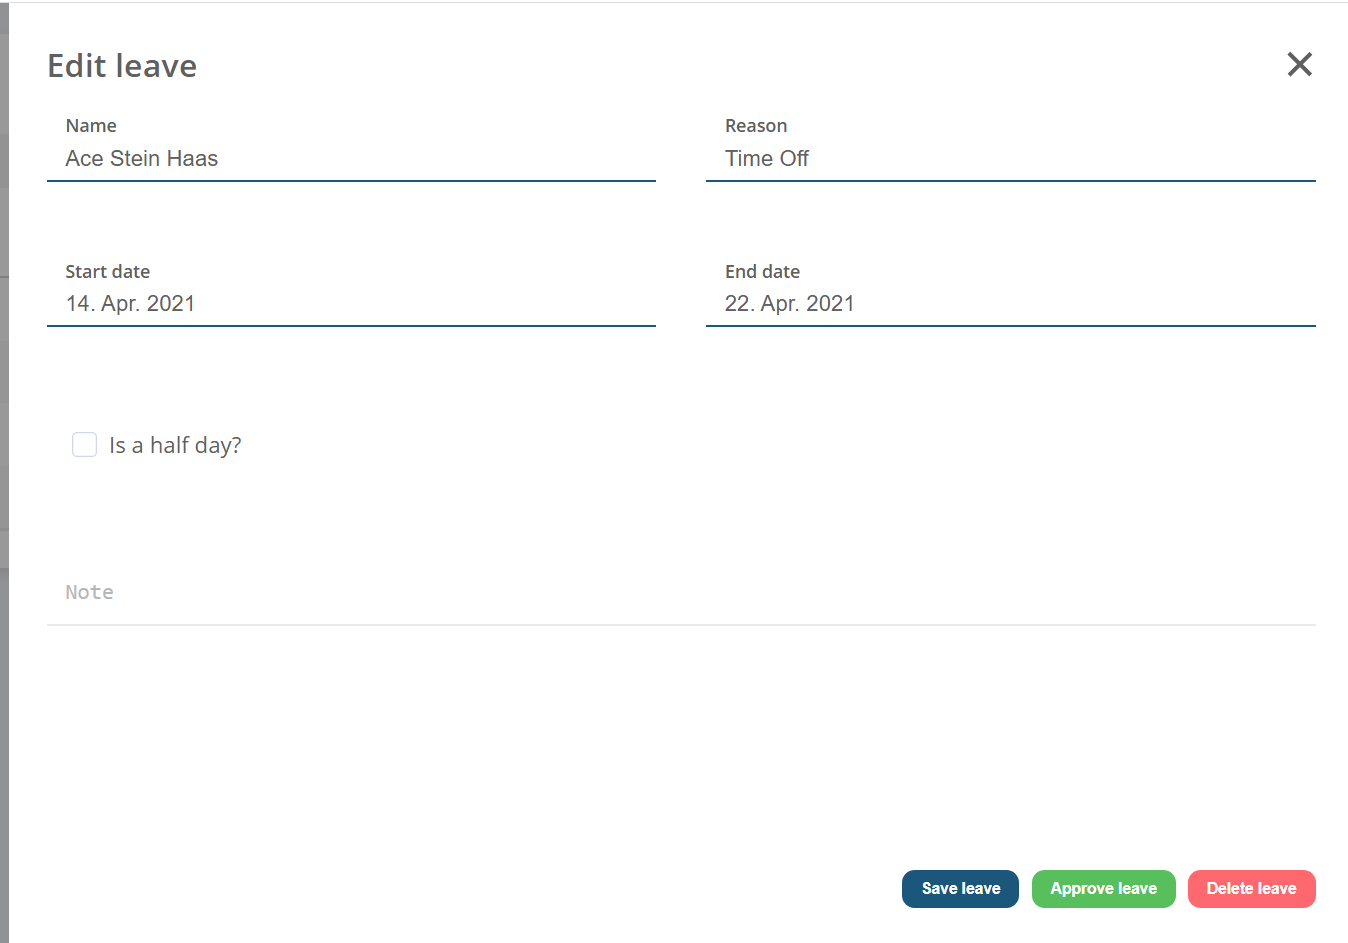 Edit leave
Name
Ace Stein Haas
Reason
Time Off
Start date
14. Apr. 2021
End date
22. Apr. 2021
Is a half day?
Note
Save leave
Approve leave
Delete leave